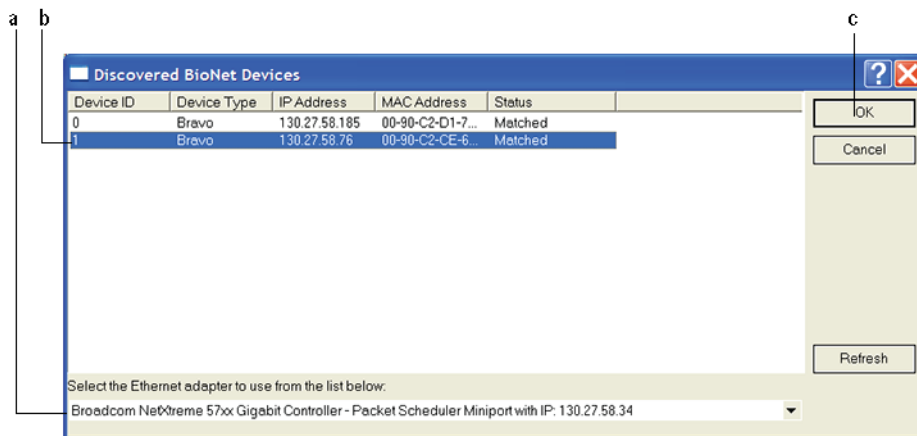 a b c
Discovered BioNet Devices
Device ID Device Type IP Address MAC Address Status
OK
0 Bravo 130.27.58.185 00-90-C2-D1-7... Matched
1 Bravo 130.27.58.76 00-90-C2-CE-6... Matched
Cancel
Refresh
Select the Ethernet adapter to use from the list below:
Broadcom NetXtreme 57xx Gigabit Controller - Packet Scheduler Miniport with IP: 130.27.58.34